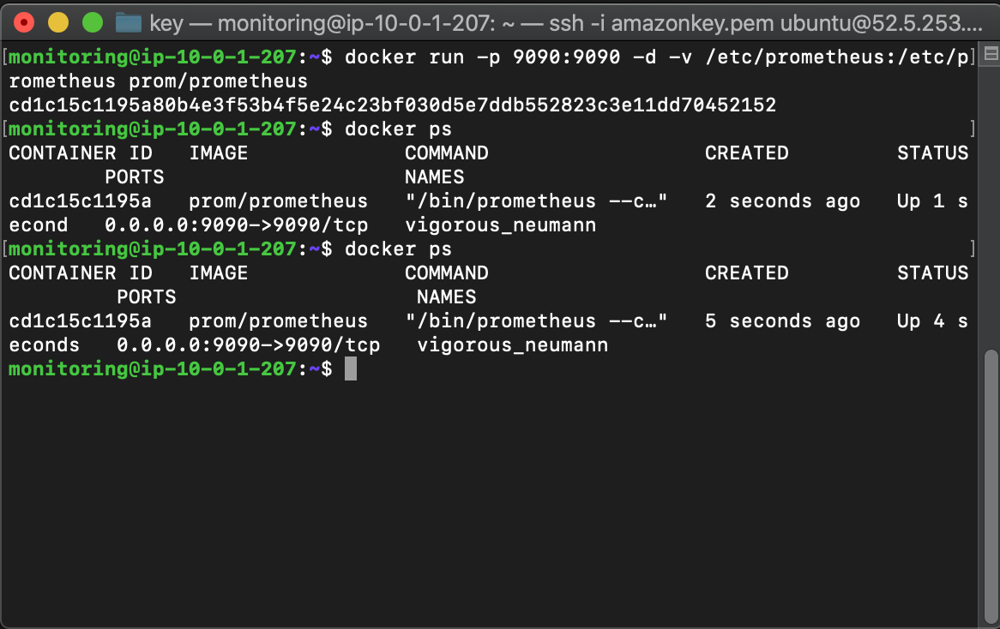 key — monitoring@ip-10-0-1-207: ~ — ssh -i amazonkey.pem ubuntu@52.5.253....
[monitoring@ip-10-0-1-207:~$ docker run -p 9090:9090 -d -v /etc/prometheus:/etc/p]
rometheus prom/prometheus
cd1c15c1195a80b4e3f53b4f5e24c23bf030d5e7ddb552823c3e11dd70452152
[monitoring@ip-10-0-1-207:~$ docker ps ]
CONTAINER ID   IMAGE             COMMAND                  CREATED         STATUS
        PORTS                    NAMES
cd1c15c1195a   prom/prometheus   "/bin/prometheus --c…"   2 seconds ago   Up 1 s
econd   0.0.0.0:9090->9090/tcp   vigorous_neumann
[monitoring@ip-10-0-1-207:~$ docker ps ]
CONTAINER ID   IMAGE             COMMAND                  CREATED         STATUS
         PORTS                    NAMES
cd1c15c1195a   prom/prometheus   "/bin/prometheus --c…"   5 seconds ago   Up 4 s
econds   0.0.0.0:9090->9090/tcp   vigorous_neumann
monitoring@ip-10-0-1-207:~$